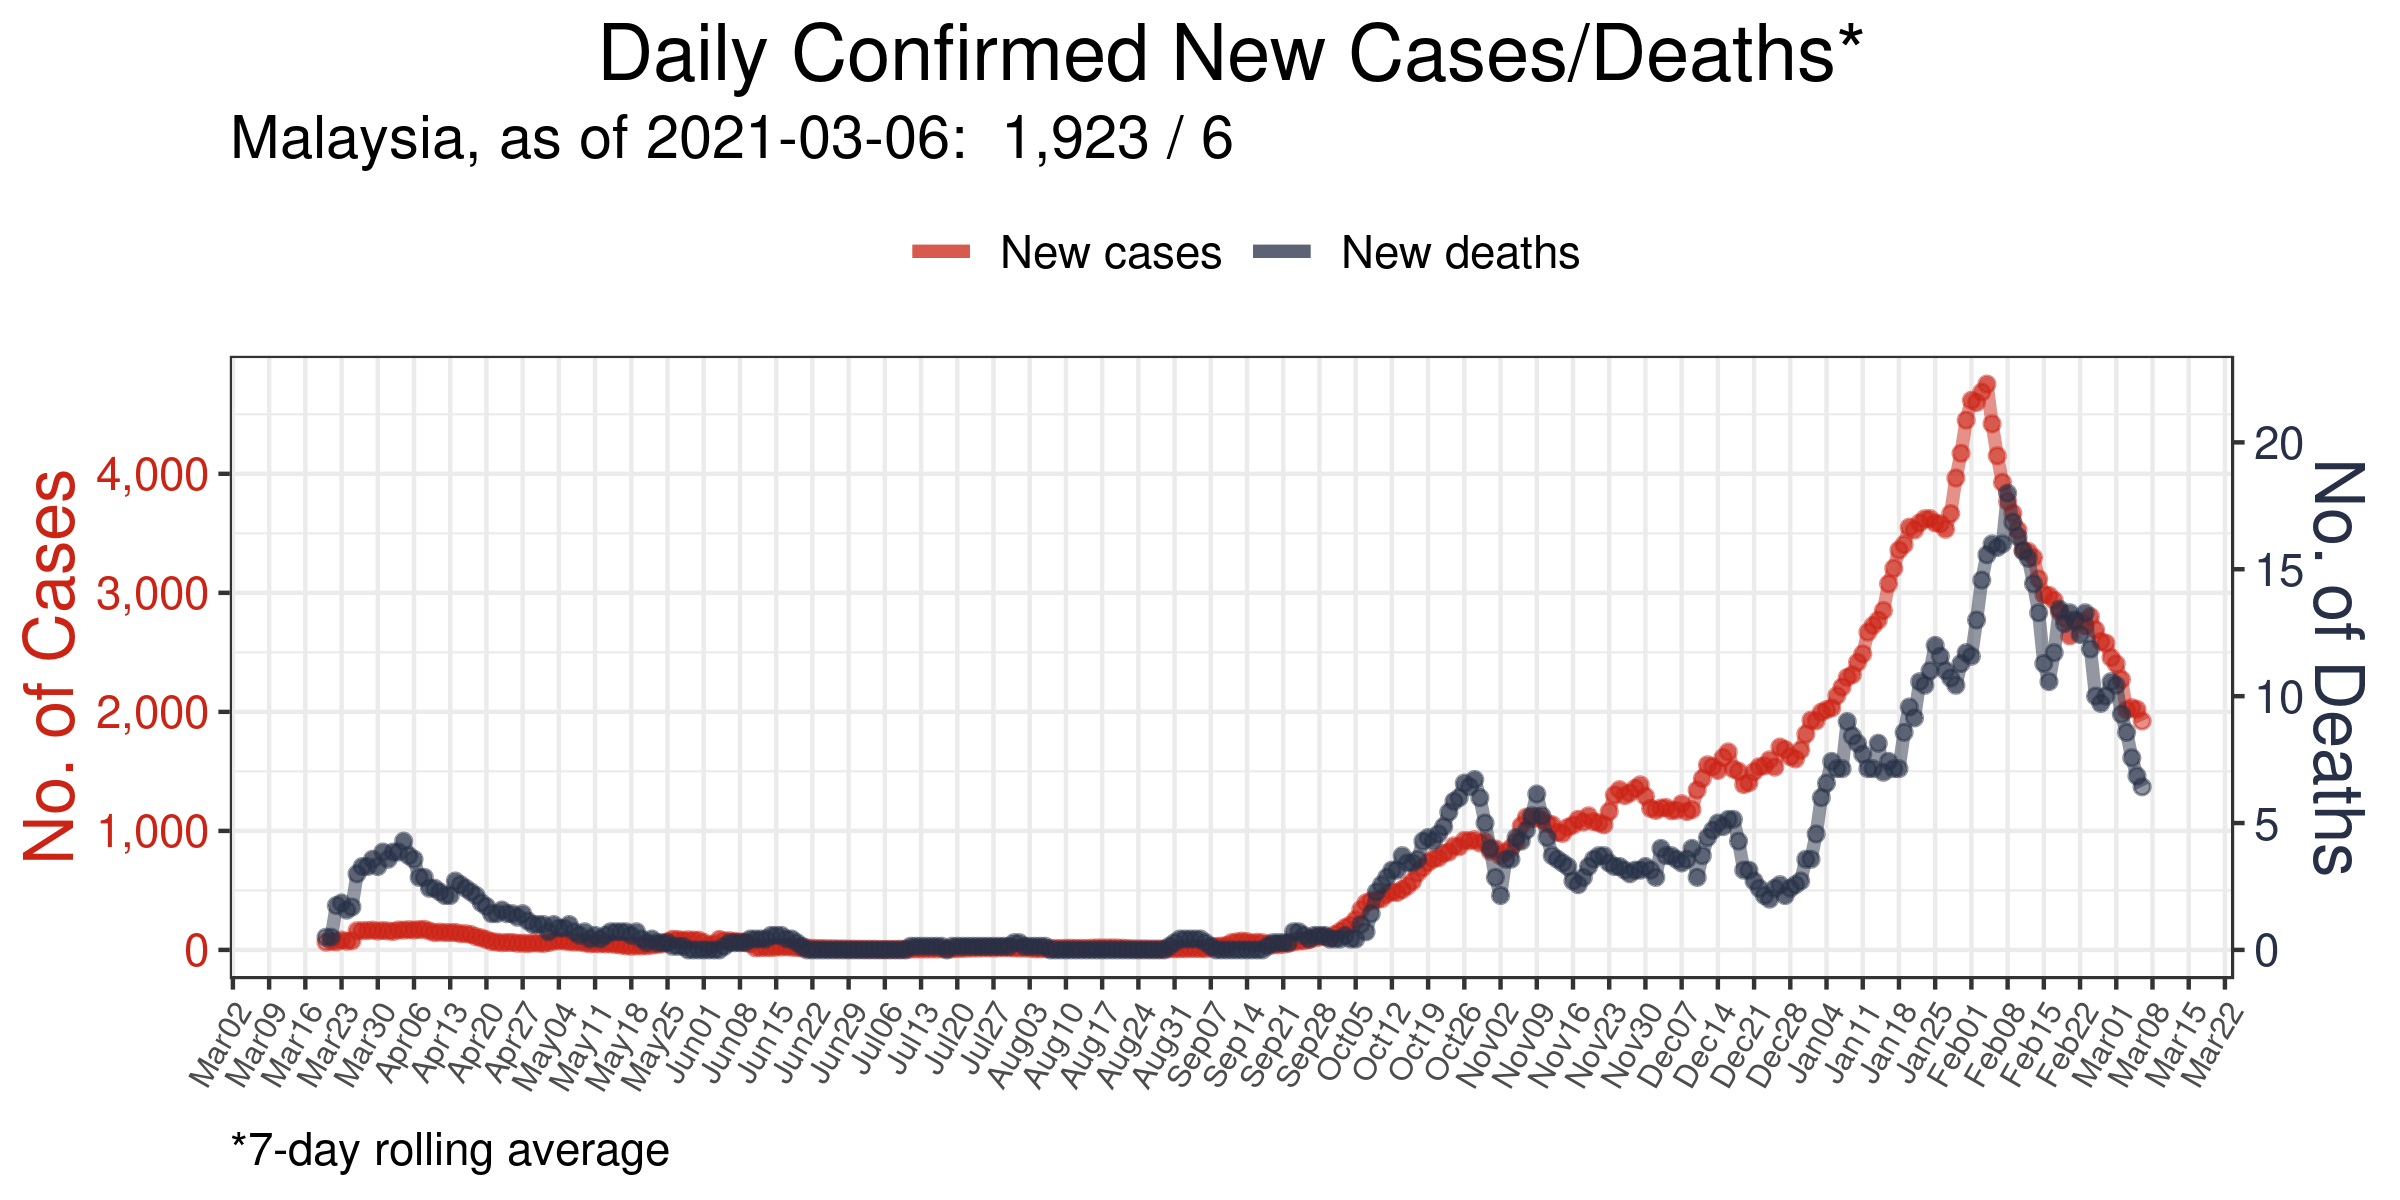 Daily Confirmed New Cases/Deaths*
Malaysia, as of 2021-03-06:  1,923 / 6
New cases
New deaths
No. of Cases
4,000
3,000
2,000
1,000
0
20
15
10
5
0
No. of Deaths
Mar02
Mar09
Mar16
Mar23
Mar30
Apr06
Apr13
Apr20
Apr27
May04
May11
May18
May25
Jun01
Jun08
Jun15
Jun22
Jun29
Jul06
Jul13
Jul20
Jul27
Aug03
Aug10
Aug17
Aug24
Aug31
Sep07
Sep14
Sep21
Sep28
Oct05
Oct12
Oct19
Oct26
Nov02
Nov09
Nov16
Nov23
Nov30
Dec07
Dec14
Dec21
Dec28
Jan04
Jan11
Jan18
Jan25
Feb01
Feb08
Feb15
Feb22
Mar01
Mar08
Mar15
Mar22
*7-day rolling average